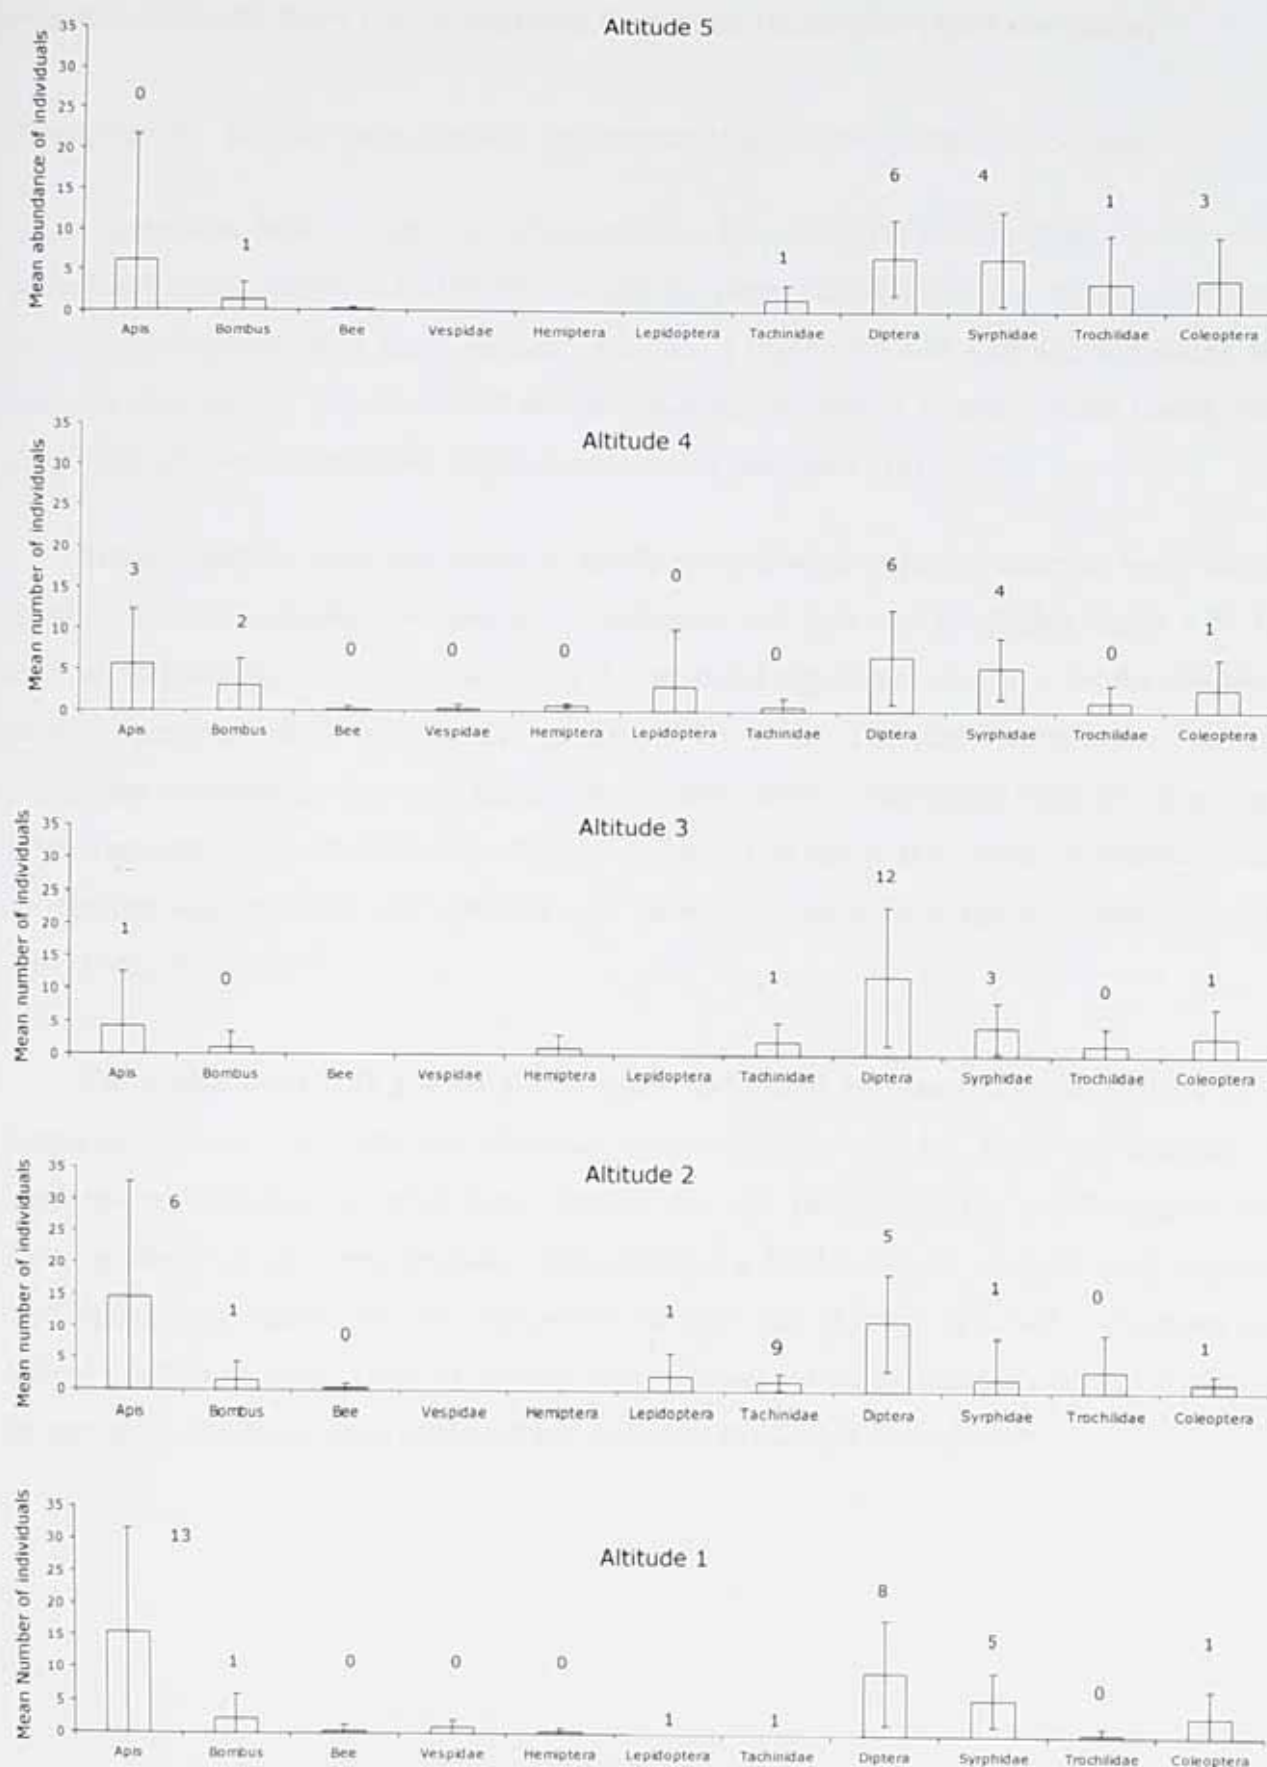 Altitude 5
Mean abundance of individuals
35
30
25
20
15
10
5
0
0 1 1 6 4 1 3
Apis Bombus Bee Vespidae Hemiptera Lepidoptera Tachinidae Diptera Syrphidae Trochilidae Coleoptera
Altitude 4
Mean number of individuals
35
30
25
20
15
10
5
0
3 2 0 0 0 0 0 6 4 0 1
Apis Bombus Bee Vespidae Hemiptera Lepidoptera Tachinidae Diptera Syrphidae Trochilidae Coleoptera
Altitude 3
Mean number of individuals
35
30
25
20
15
10
5
0
1 0 1 12 3 0 1
Apis Bombus Bee Vespidae Hemiptera Lepidoptera Tachinidae Diptera Syrphidae Trochilidae Coleoptera
Altitude 2
Mean number of individuals
35
30
25
20
15
10
5
0
6 1 0 1 9 5 1 0 1
Apis Bombus Bee Vespidae Hemiptera Lepidoptera Tachinidae Diptera Syrphidae Trochilidae Coleoptera
Altitude 1
Mean Number of individuals
35
30
25
20
15
10
5
0
13 1 0 0 0 1 1 8 5 0 1
Apis Bombus Bee Vespidae Hemiptera Lepidoptera Tachinidae Diptera Syrphidae Trochilidae Coleoptera